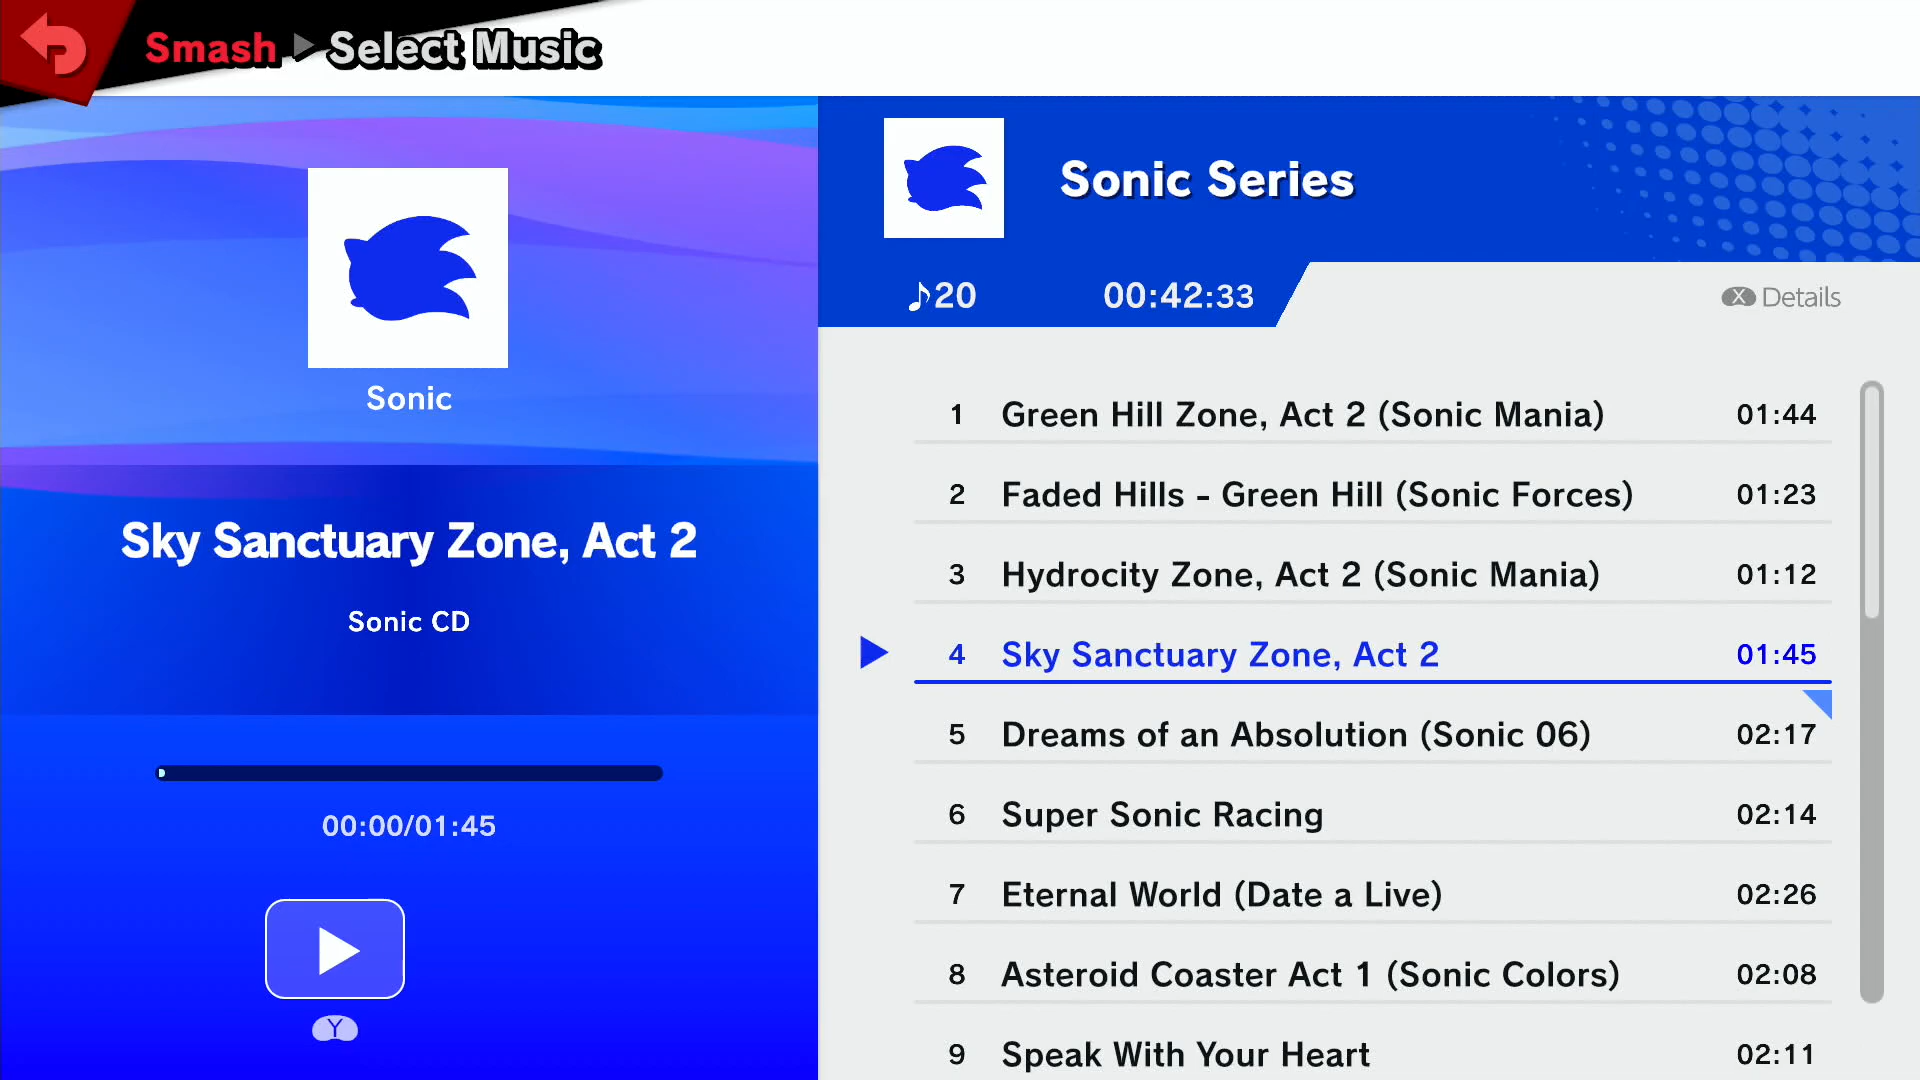 Smash ▶ Select Music
Sonic
Sky Sanctuary Zone, Act 2
Sonic CD
00:00/01:45
Y
Sonic Series
♪20 00:42:33
X Details
1 Green Hill Zone, Act 2 (Sonic Mania) 01:44
2 Faded Hills - Green Hill (Sonic Forces) 01:23
3 Hydrocity Zone, Act 2 (Sonic Mania) 01:12
4 Sky Sanctuary Zone, Act 2 01:45
5 Dreams of an Absolution (Sonic 06) 02:17
6 Super Sonic Racing 02:14
7 Eternal World (Date a Live) 02:26
8 Asteroid Coaster Act 1 (Sonic Colors) 02:08
9 Speak With Your Heart 02:11